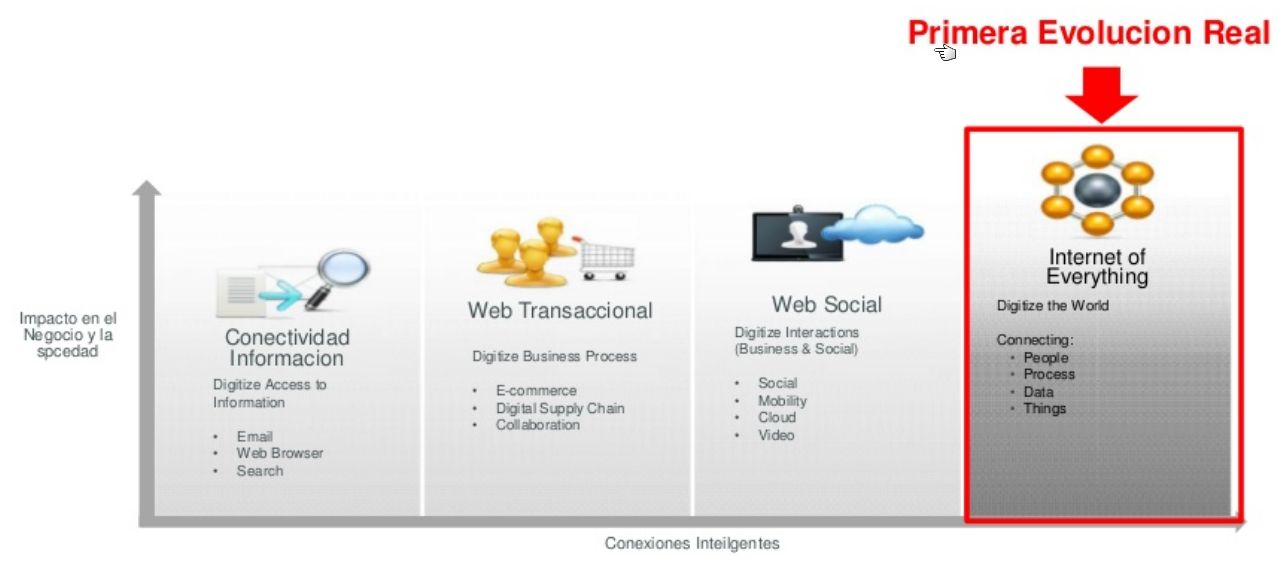 Primera Evolucion Real
Impacto en el
Negocio y la
spcedad
Conectividad
Informacion
Digitize Access to
Information
• Email
• Web Browser
• Search
Web Transaccional
Digitize Business Process
• E-commerce
• Digital Supply Chain
• Collaboration
Web Social
Digitize Interactions
(Business & Social)
• Social
• Mobility
• Cloud
• Video
Internet of
Everything
Digitize the World
Connecting:
• People
• Process
• Data
• Things
Conexiones Inteilgentes